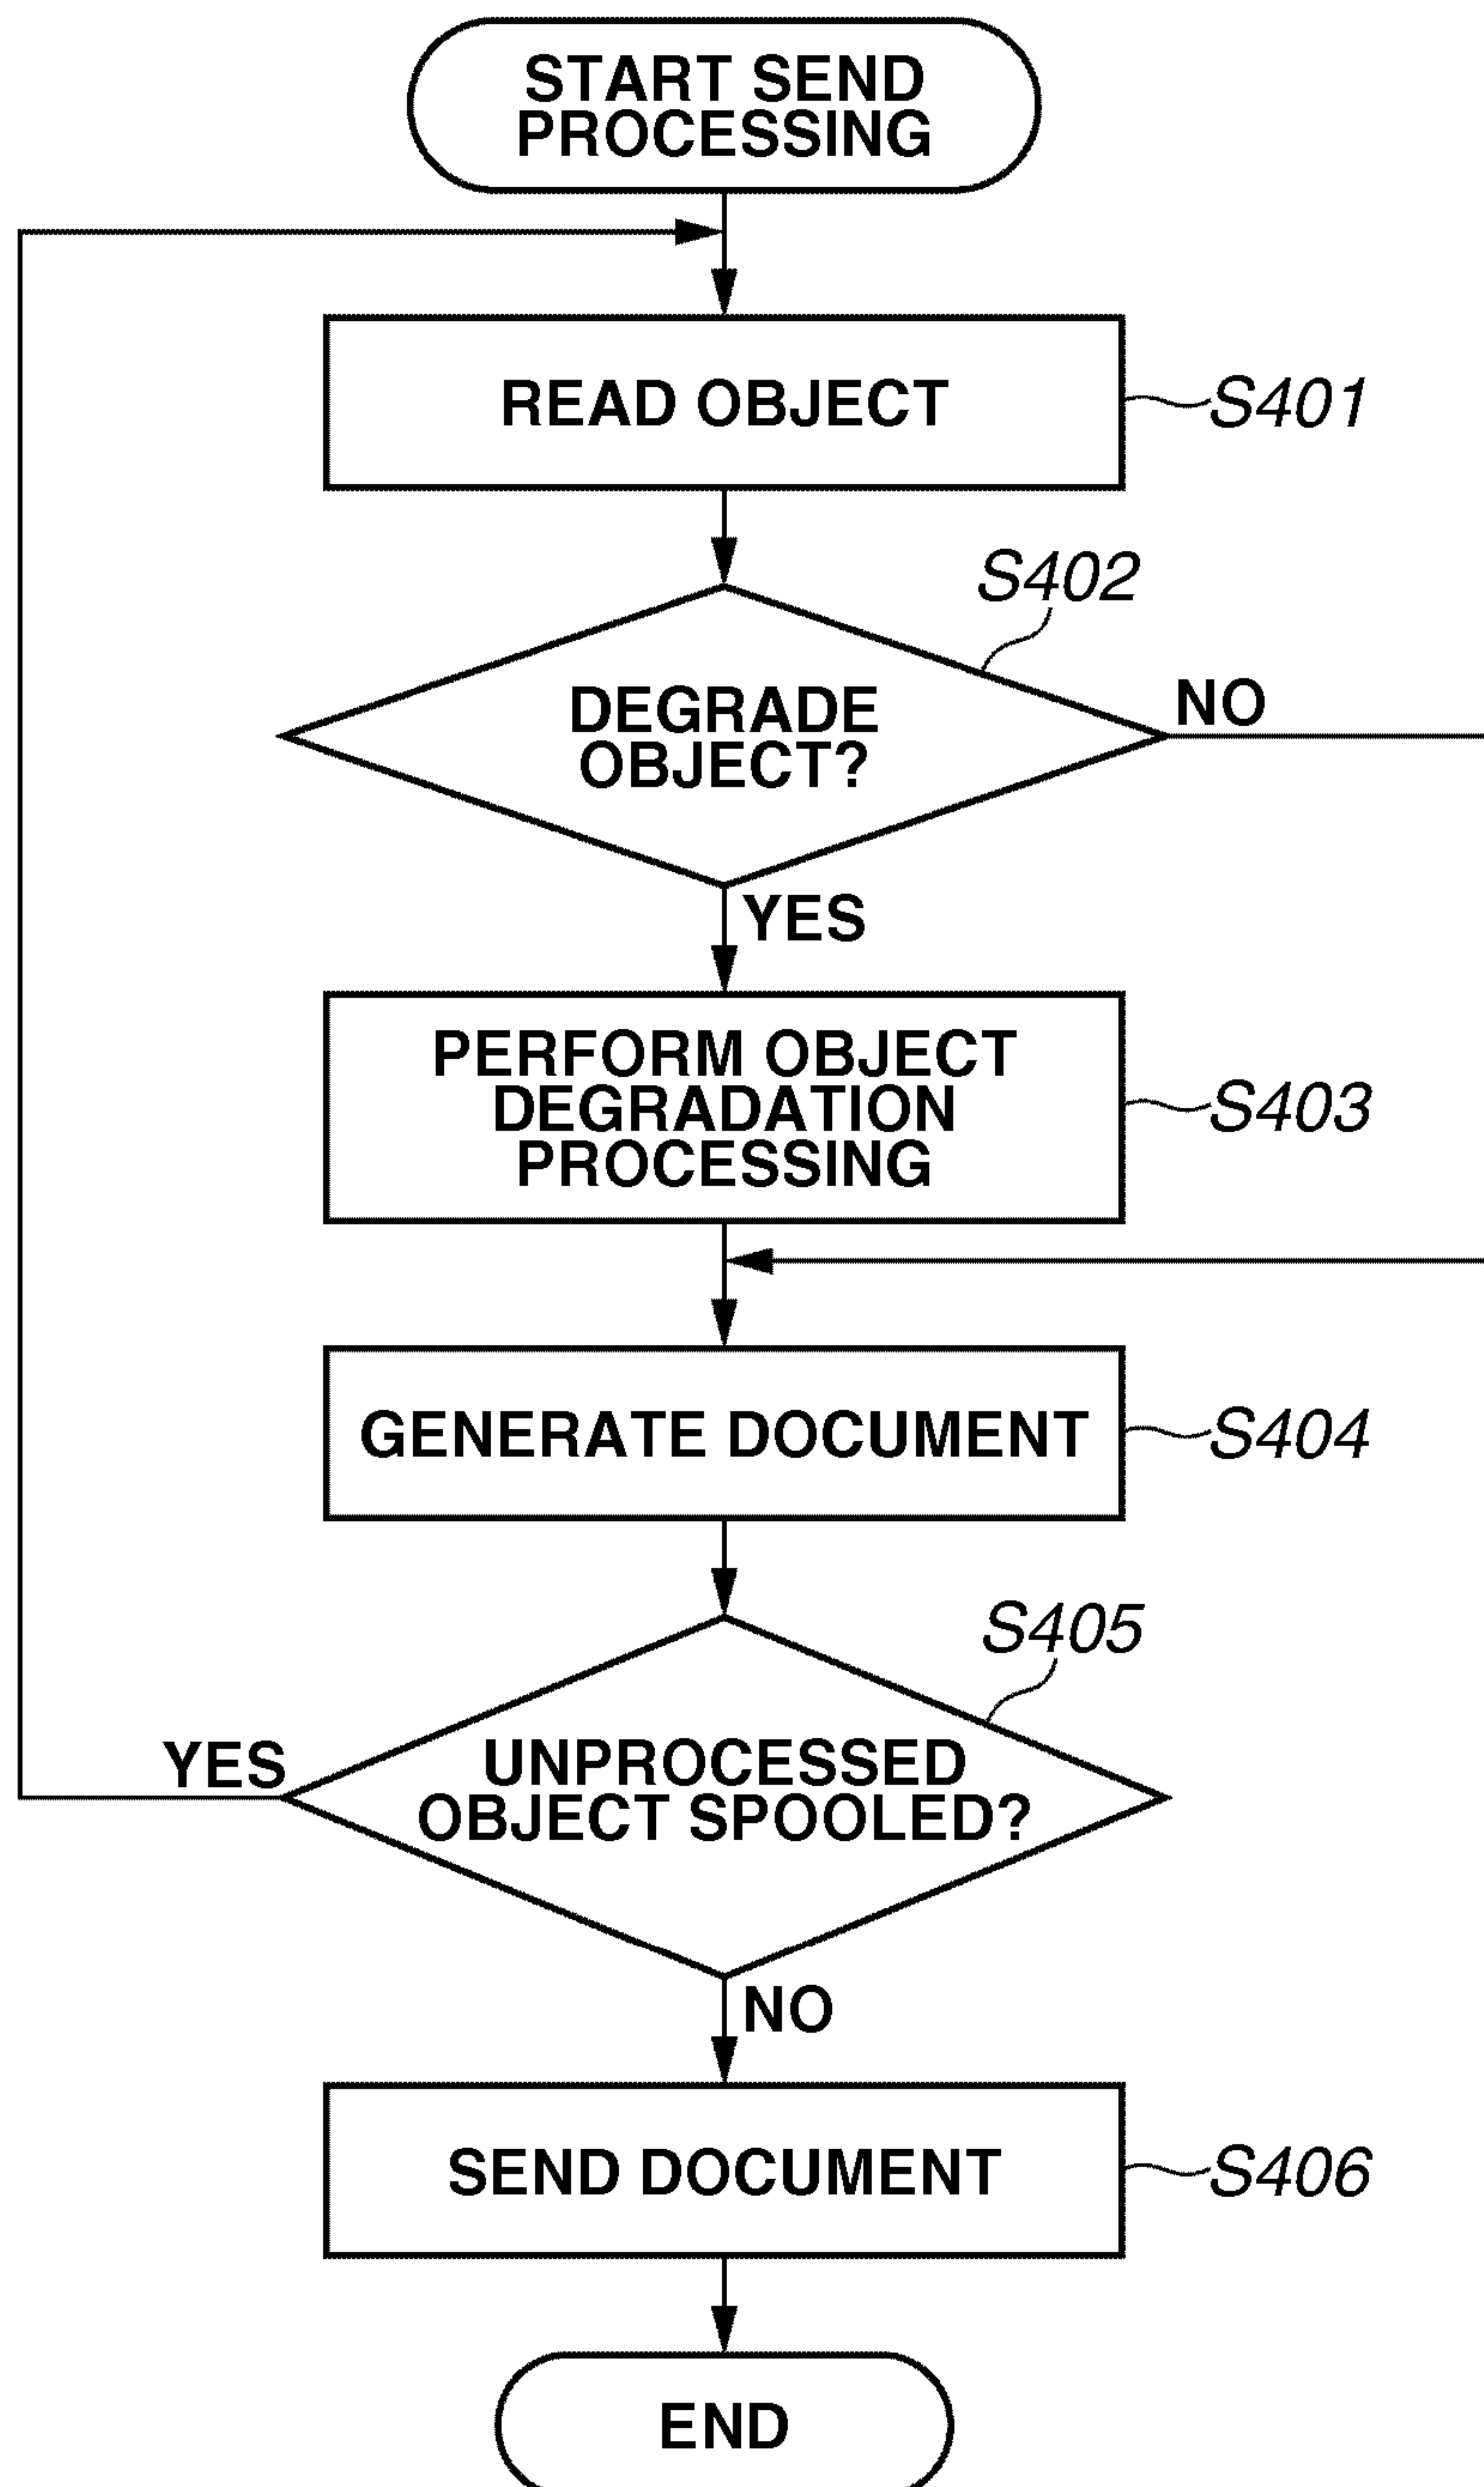 START SEND
PROCESSING
READ OBJECT
S401
S402
DEGRADE
OBJECT?
NO
YES
PERFORM OBJECT
DEGRADATION
PROCESSING
S403
GENERATE DOCUMENT
S404
S405
UNPROCESSED
OBJECT SPOOLED?
YES
NO
SEND DOCUMENT
S406
END